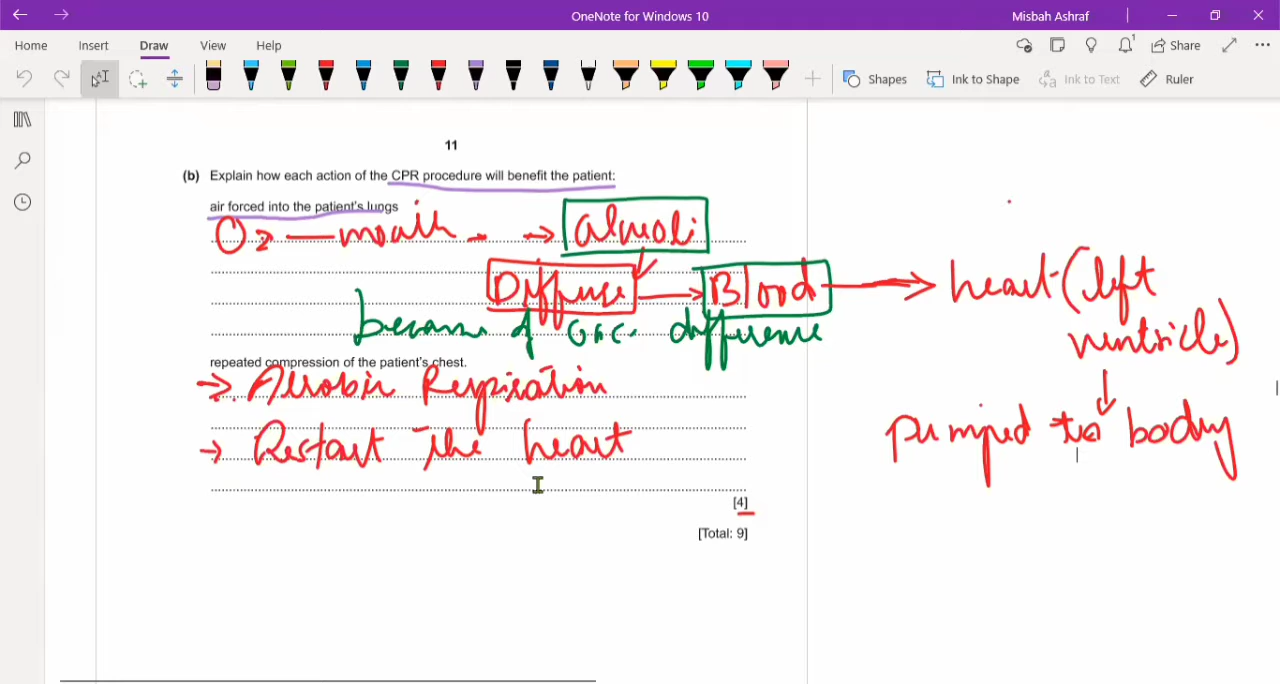 OneNote for Windows 10
Misbah Ashraf
Home Insert Draw View Help
Share
Shapes Ink to Shape Ink to Text Ruler
11
(b) Explain how each action of the CPR procedure will benefit the patient:
air forced into the patient's lungs
O2 — mouth → alveoli
Diffuse → Blood → heart (left ventricle)
because of conc. difference
pumped to body
repeated compression of the patient's chest.
→ Aerobic Respiration
→ Restart The heart
[4]
[Total: 9]